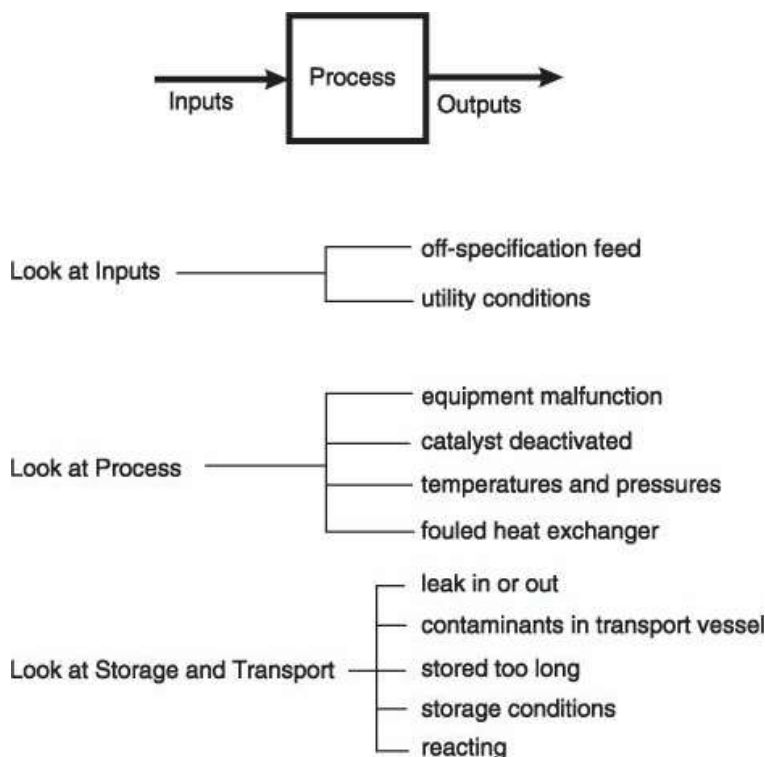 Process
Inputs
Outputs
Look at Inputs
off-specification feed
utility conditions
Look at Process
equipment malfunction
catalyst deactivated
temperatures and pressures
fouled heat exchanger
Look at Storage and Transport
leak in or out
contaminants in transport vessel
stored too long
storage conditions
reacting